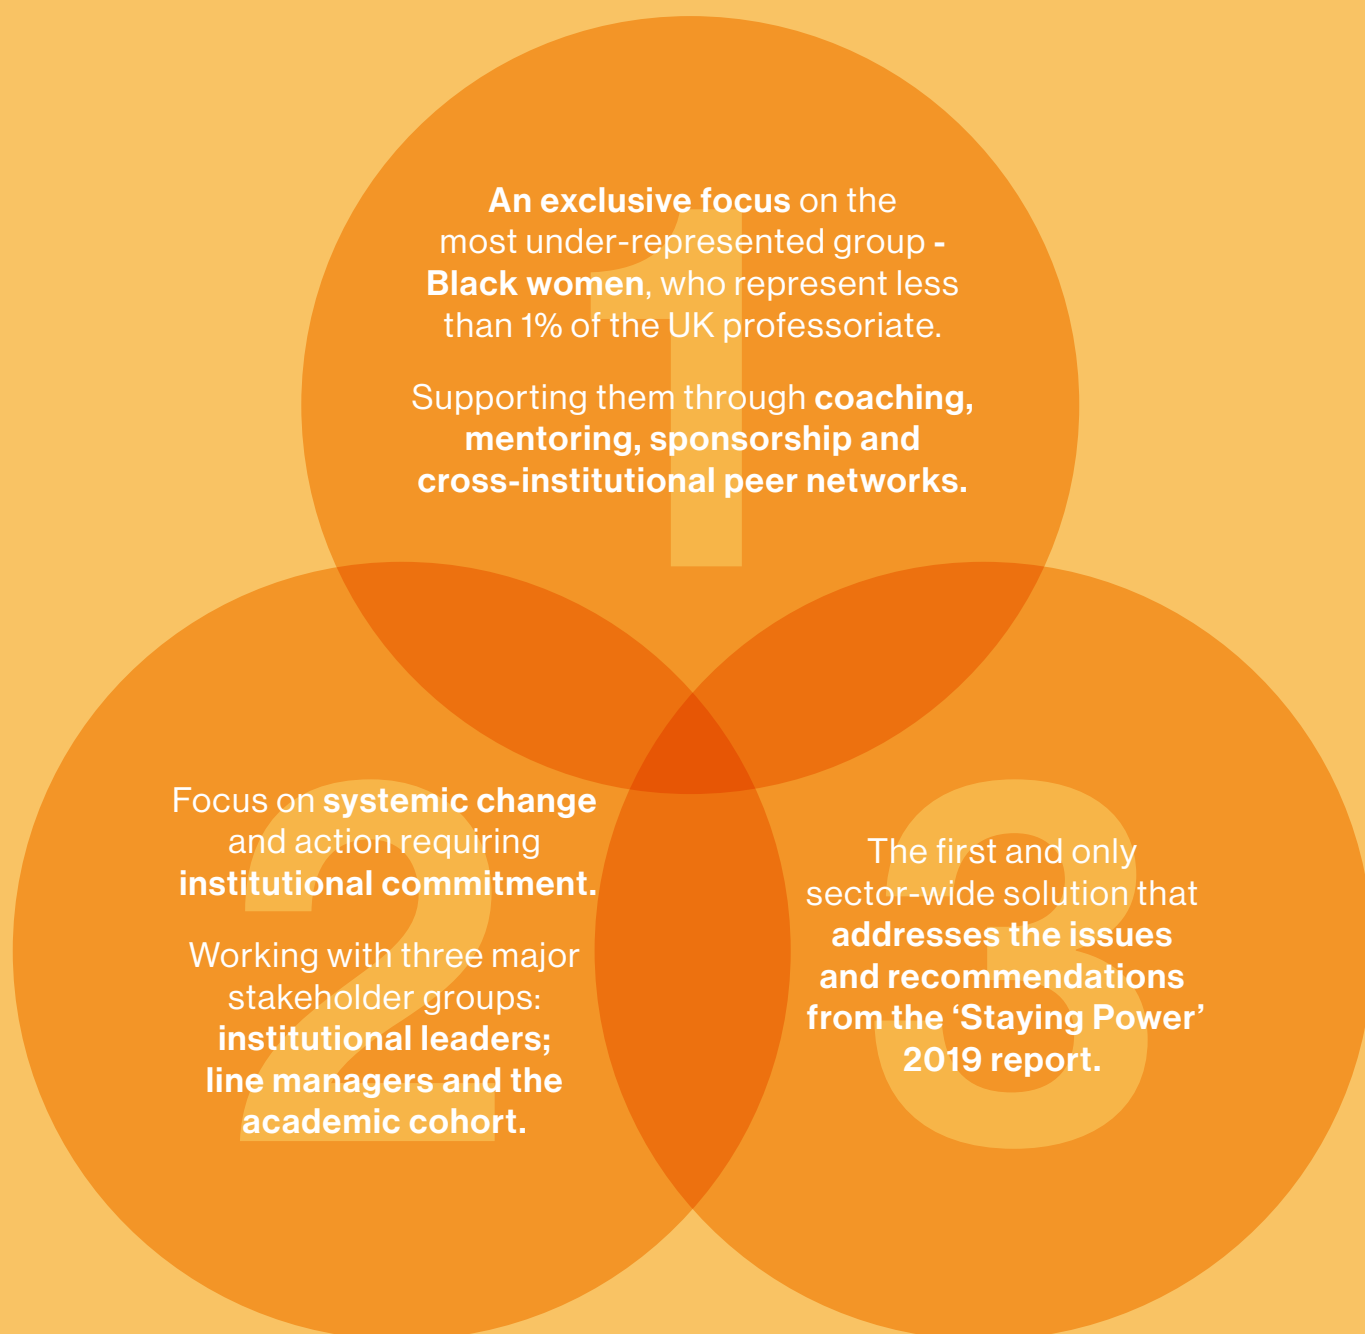 1
An exclusive focus on the
most under-represented group -
Black women, who represent less
than 1% of the UK professoriate.
Supporting them through coaching,
mentoring, sponsorship and
cross-institutional peer networks.
2
Focus on systemic change
and action requiring
institutional commitment.
Working with three major
stakeholder groups:
institutional leaders;
line managers and the
academic cohort.
3
The first and only
sector-wide solution that
addresses the issues
and recommendations
from the ‘Staying Power’
2019 report.